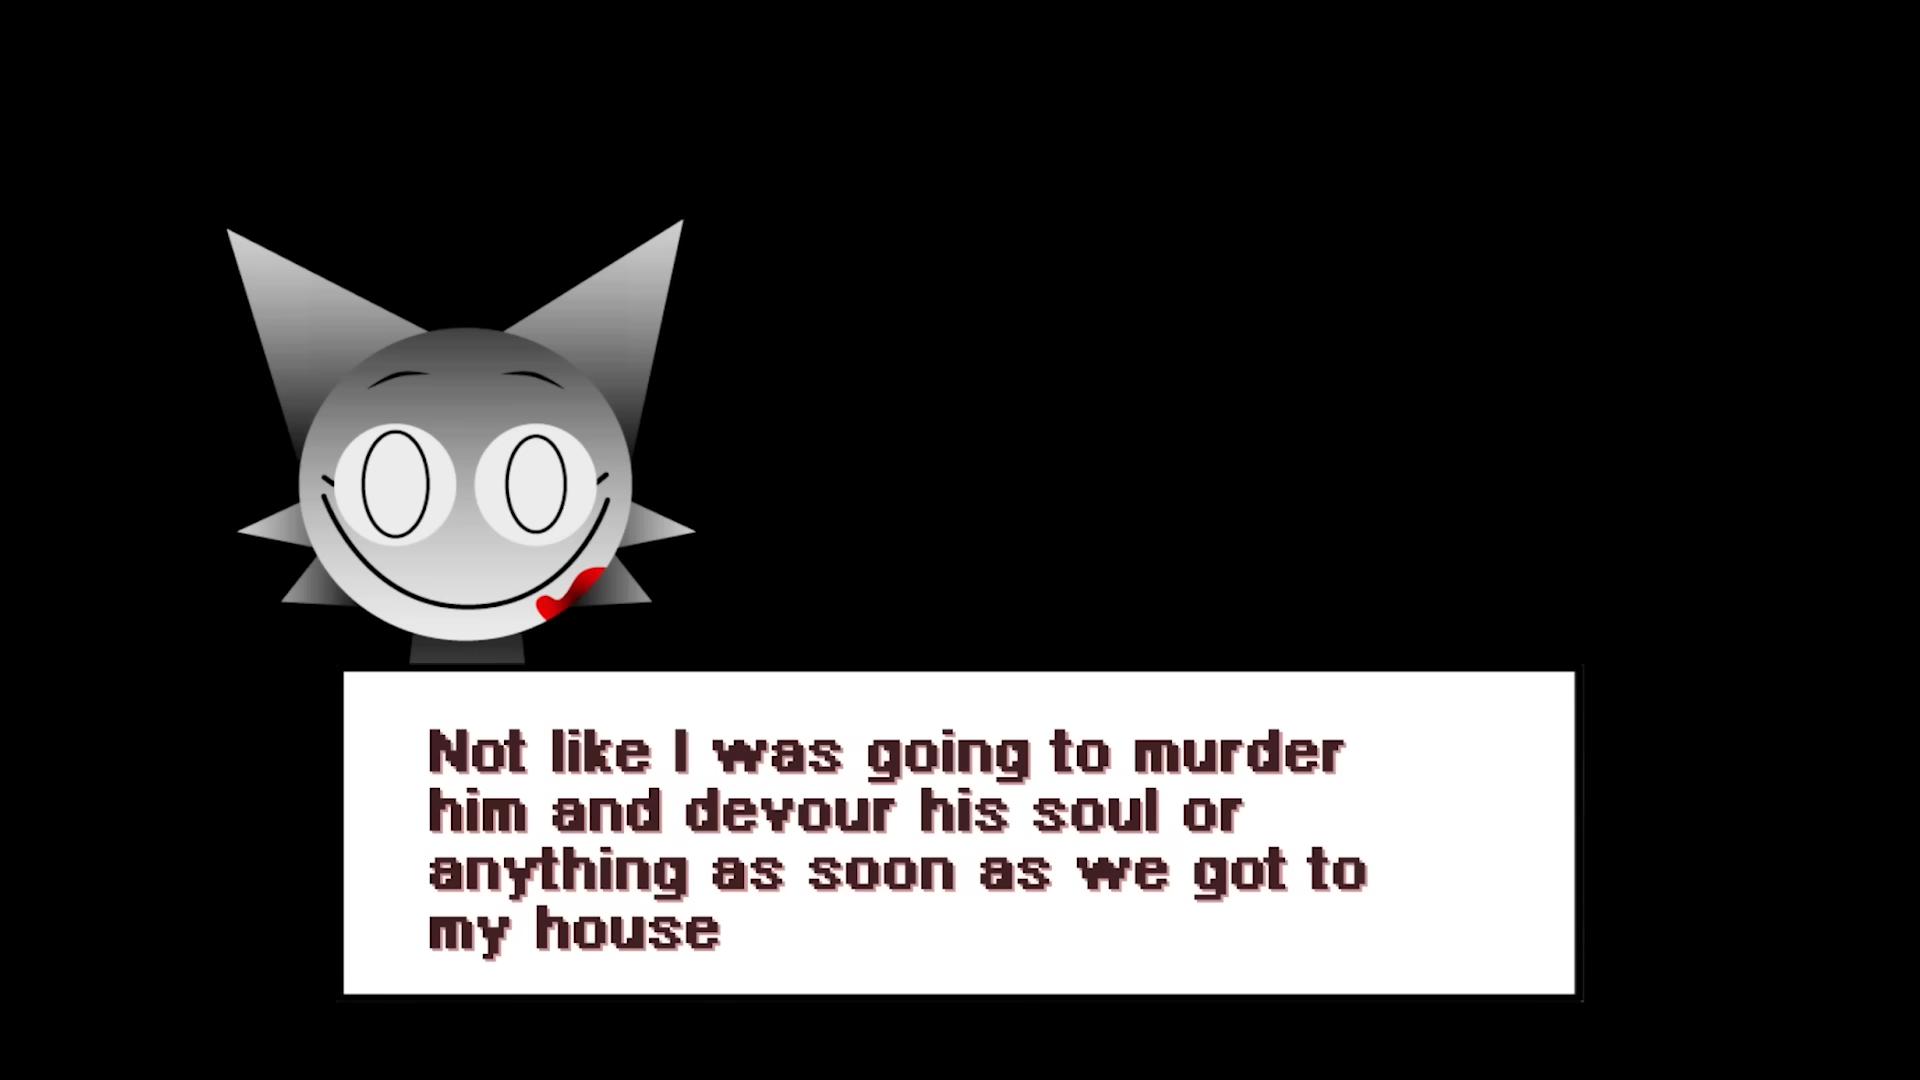 Not like I was going to murder
him and devour his soul or
anything as soon as we got to
my house